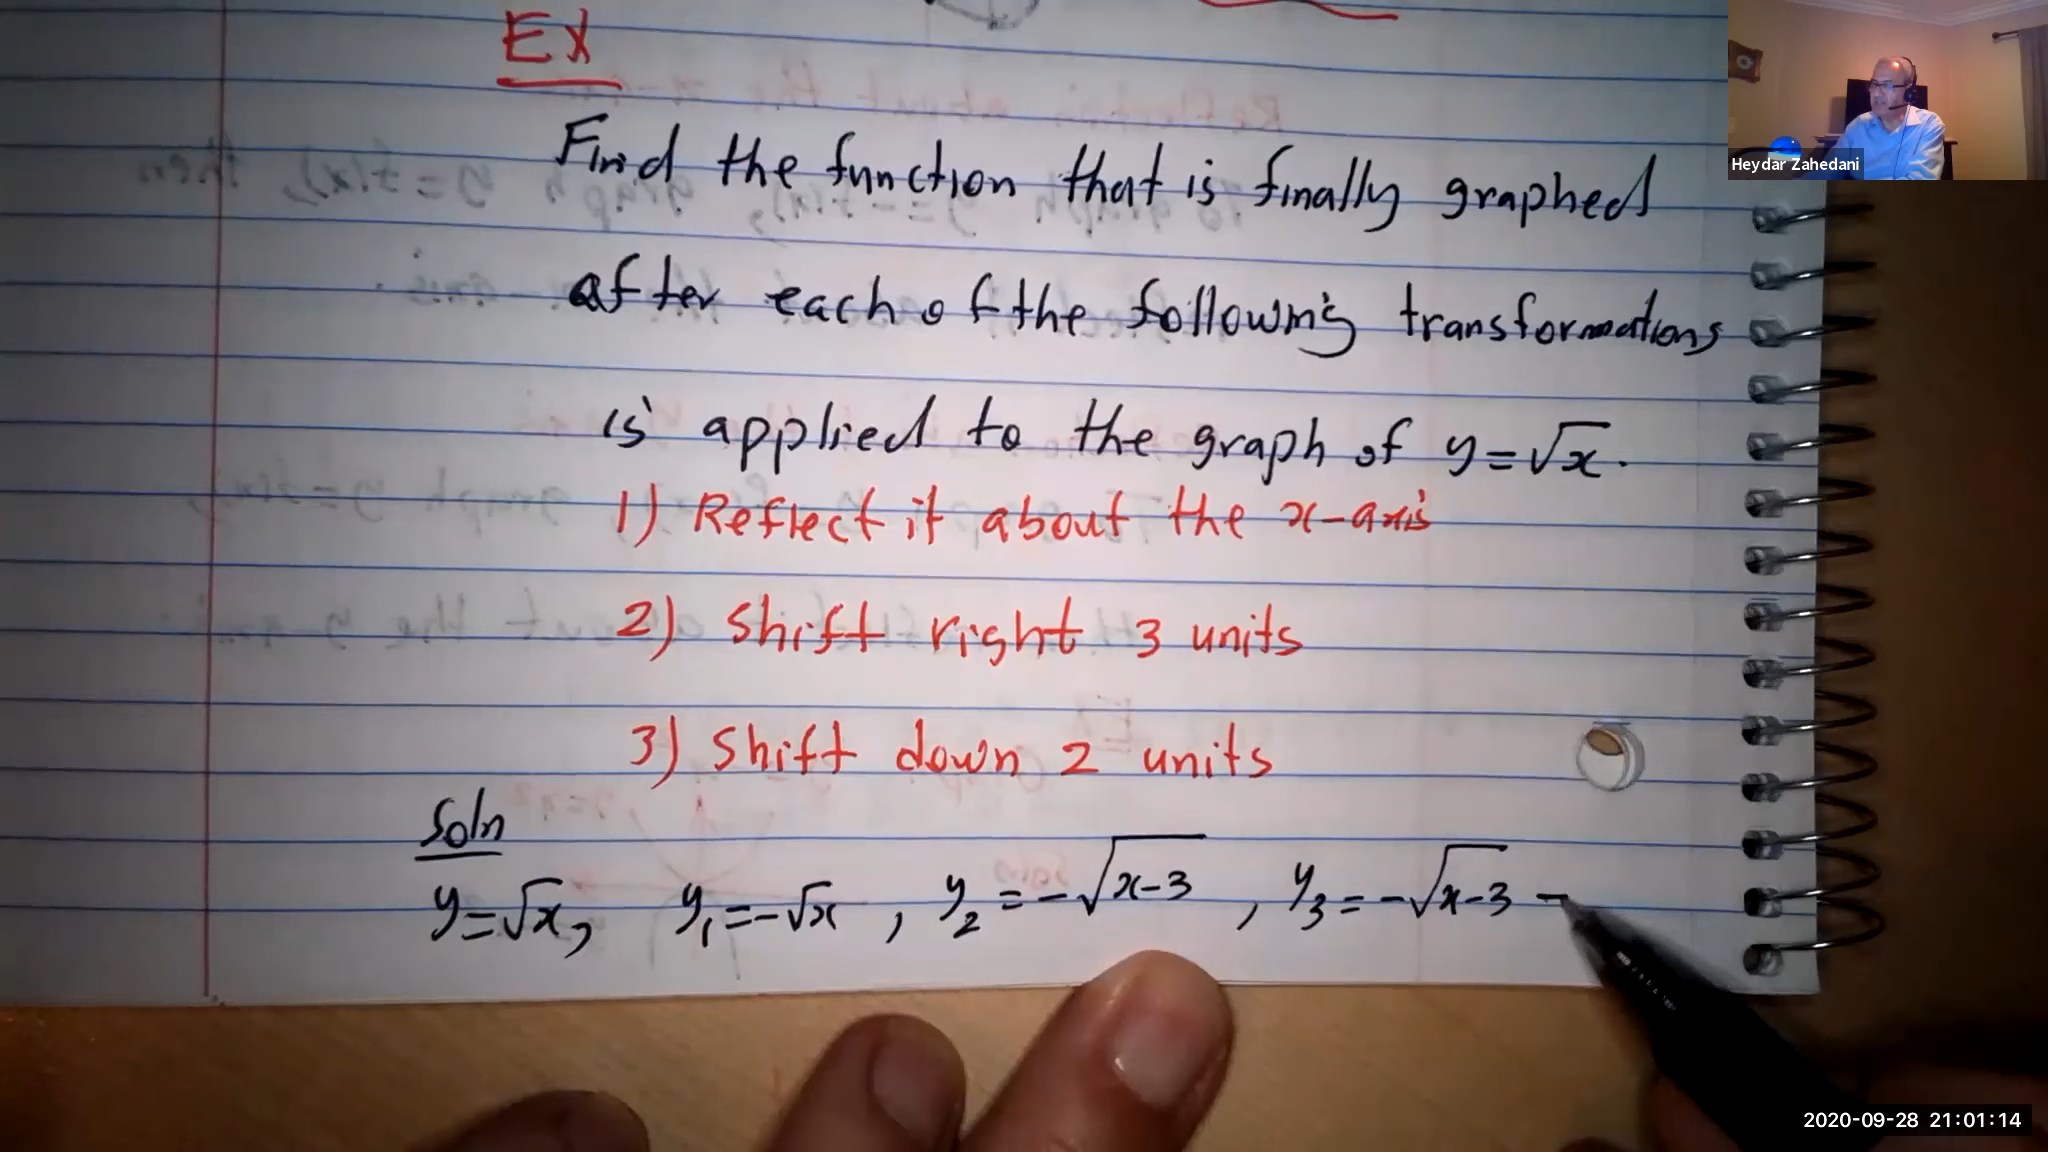 EX
Find the function that is finally graphed
after each of the following transformations
is applied to the graph of y=√x.
1) Reflect it about the x-axis
2) Shift right 3 units
3) Shift down 2 units
Soln
y=√x, y₁=-√x, y₂=-√x-3, y₃=-√x-3 -
Heydar Zahedani
2020-09-28 21:01:14